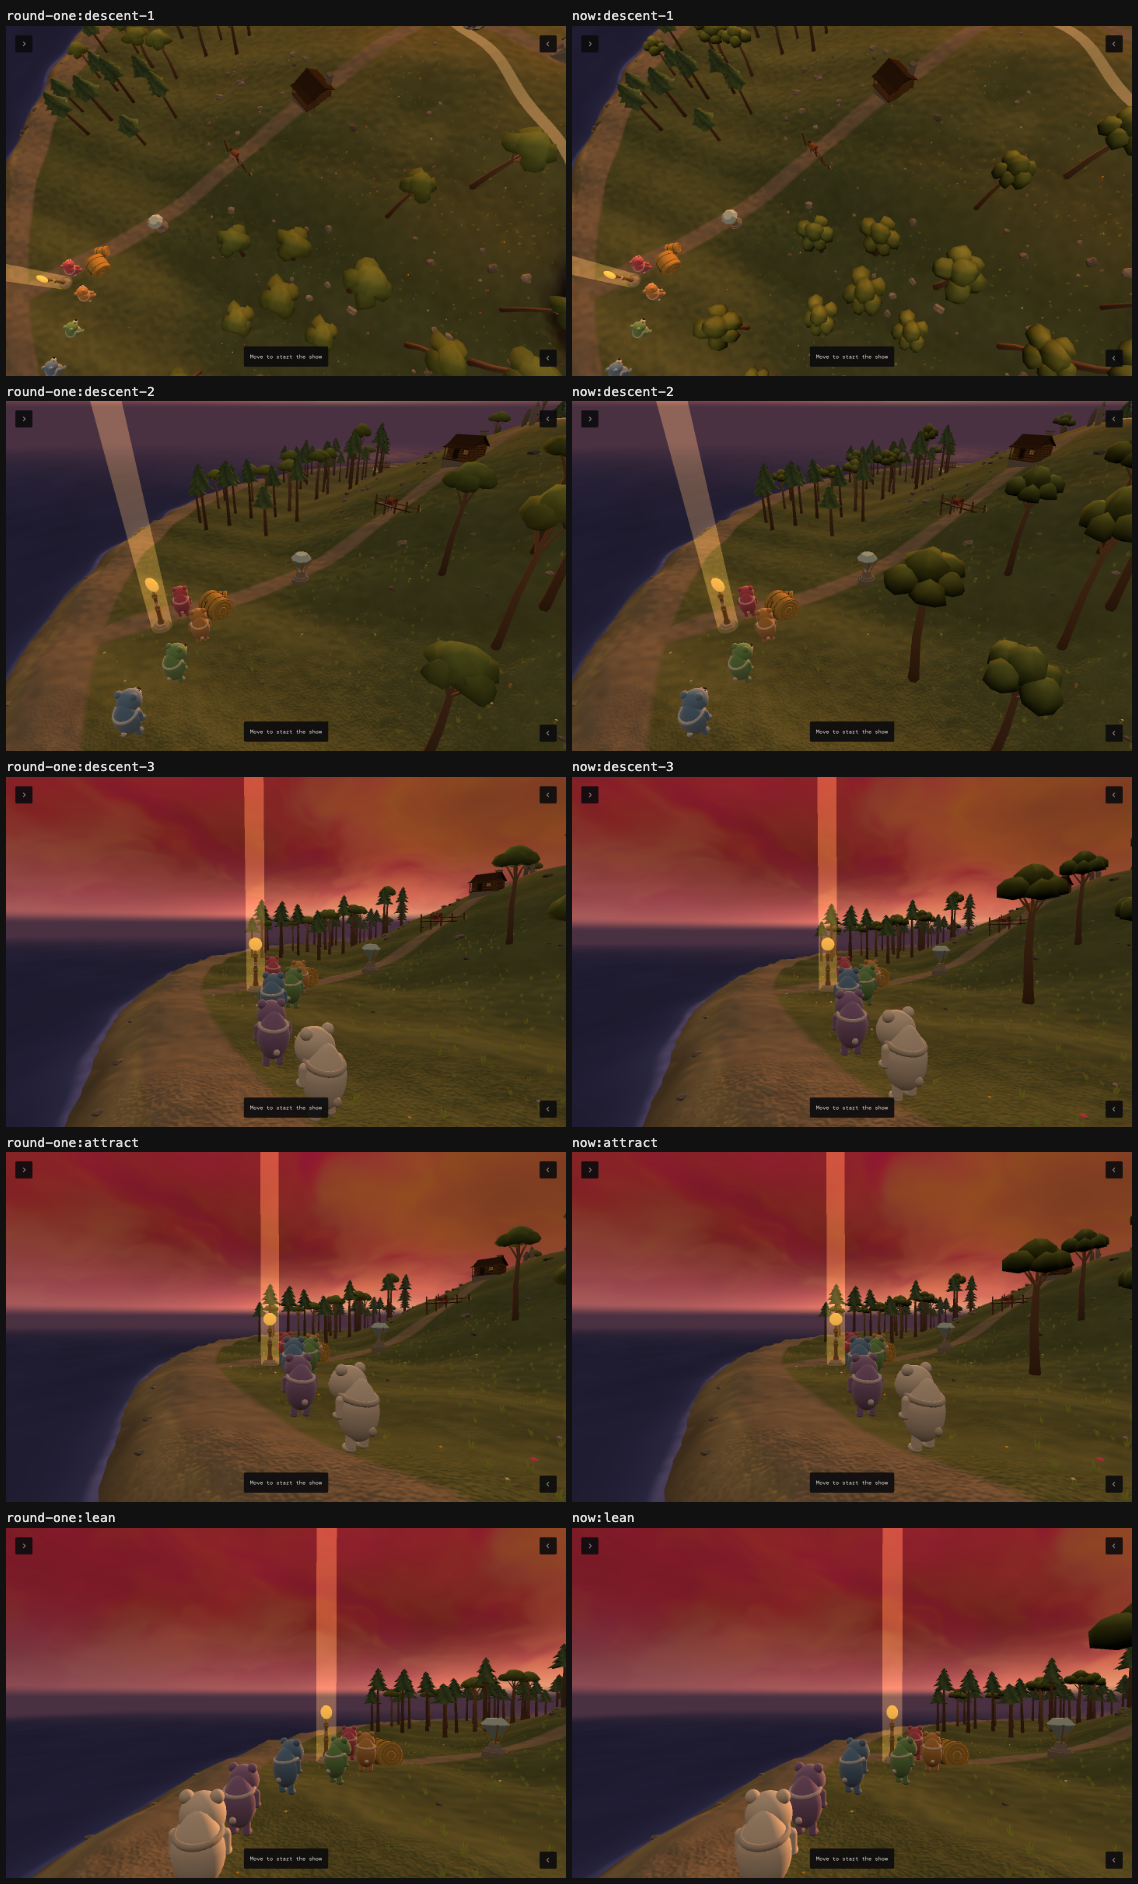 round-one:descent-1
now:descent-1
Move to start the show
Move to start the show
round-one:descent-2
now:descent-2
Move to start the show
Move to start the show
round-one:descent-3
now:descent-3
Move to start the show
Move to start the show
round-one:attract
now:attract
Move to start the show
Move to start the show
round-one:lean
now:lean
Move to start the show
Move to start the show